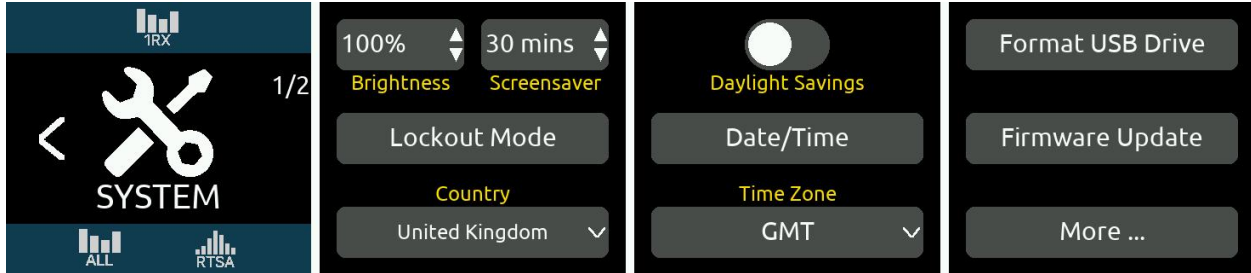 1RX
1/2
SYSTEM
ALL
RTSA
100%
30 mins
Brightness
Screensaver
Lockout Mode
Country
United Kingdom
Daylight Savings
Date/Time
Time Zone
GMT
Format USB Drive
Firmware Update
More ...